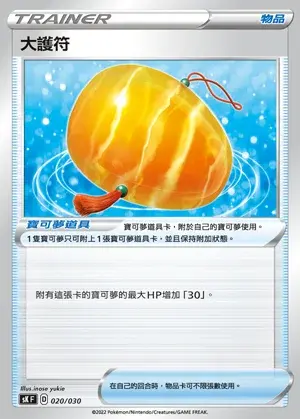 TRAINER 物品
大護符
寶可夢道具 寶可夢道具卡,附於自己的寶可夢使用。
1隻寶可夢只可附上1張寶可夢道具卡,並且保持附加狀態。
附有這張卡的寶可夢的最大HP增加「30」。
Illus.inose yukie
sK F D 020/030
在自己的回合時,物品卡可不限張數使用。
©2022 Pokémon/Nintendo/Creatures/GAME FREAK.